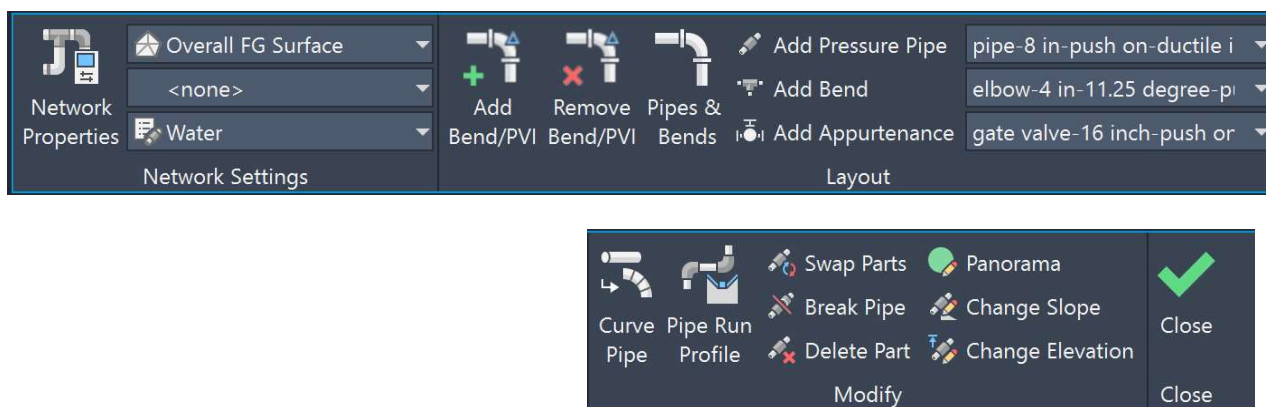 Network
Properties
Overall FG Surface
<none>
Water
Network Settings
Add
Bend/PVI
Remove
Bend/PVI
Pipes &
Bends
Add Pressure Pipe
pipe-8 in-push on-ductile i
Add Bend
elbow-4 in-11.25 degree-pu
Add Appurtenance
gate valve-16 inch-push or
Layout
Curve
Pipe
Pipe Run
Profile
Swap Parts
Break Pipe
Delete Part
Panorama
Change Slope
Change Elevation
Modify
Close
Close